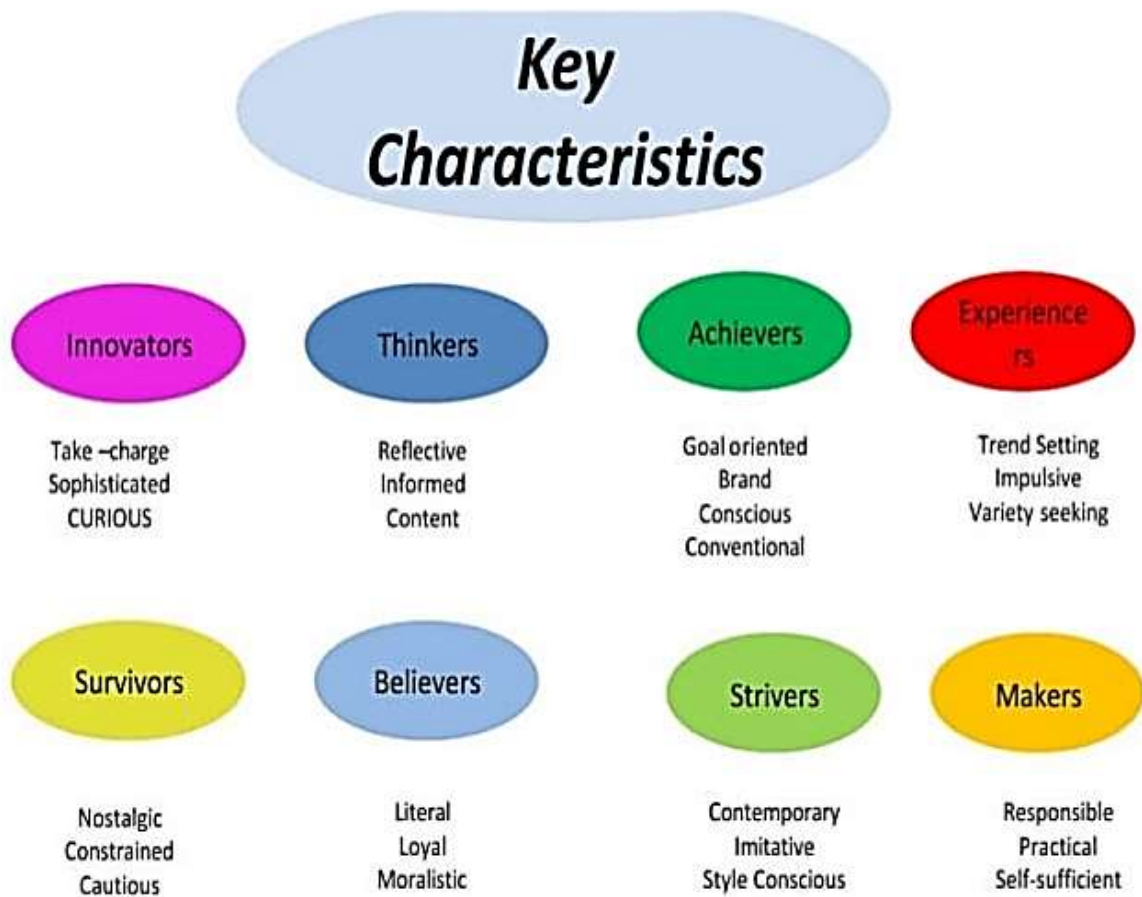 Key
Characteristics
Innovators
Take –charge
Sophisticated
CURIOUS
Thinkers
Reflective
Informed
Content
Achievers
Goal oriented
Brand
Conscious
Conventional
Experience
rs
Trend Setting
Impulsive
Variety seeking
Survivors
Nostalgic
Constrained
Cautious
Believers
Literal
Loyal
Moralistic
Strivers
Contemporary
Imitative
Style Conscious
Makers
Responsible
Practical
Self-sufficient